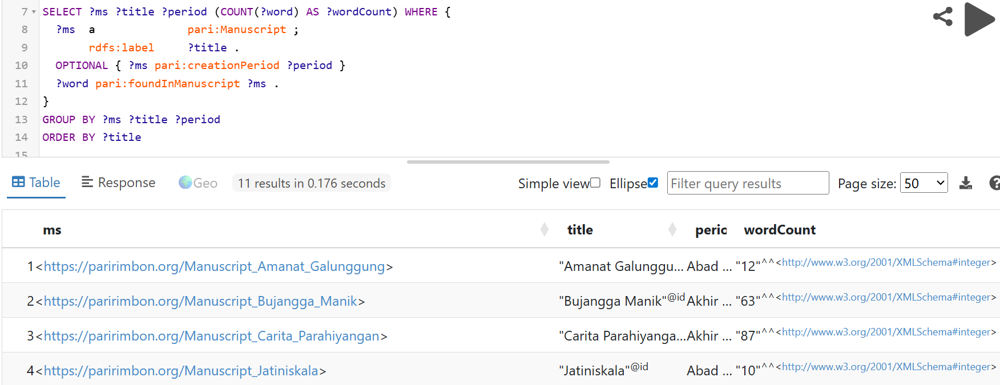 7 SELECT ?ms ?title ?period (COUNT(?word) AS ?wordCount) WHERE {
8 ?ms a pari:Manuscript ;
9 rdfs:label ?title .
10 OPTIONAL { ?ms pari:creationPeriod ?period }
11 ?word pari:foundInManuscript ?ms .
12 }
13 GROUP BY ?ms ?title ?period
14 ORDER BY ?title
15
Table Response Geo 11 results in 0.176 seconds Simple view Ellipse Filter query results Page size: 50
ms title perio wordCount
1 <https://paririmbon.org/Manuscript_Amanat_Galunggung> "Amanat Galunggu... Abad ... "12"^^<http://www.w3.org/2001/XMLSchema#integer>
2 <https://paririmbon.org/Manuscript_Bujangga_Manik> "Bujangga Manik"@id Akhir ... "63"^^<http://www.w3.org/2001/XMLSchema#integer>
3 <https://paririmbon.org/Manuscript_Carita_Parahiyangan> "Carita Parahiyanga... Akhir ... "87"^^<http://www.w3.org/2001/XMLSchema#integer>
4 <https://paririmbon.org/Manuscript_Jatiniskala> "Jatiniskala"@id Abad ... "10"^^<http://www.w3.org/2001/XMLSchema#integer>